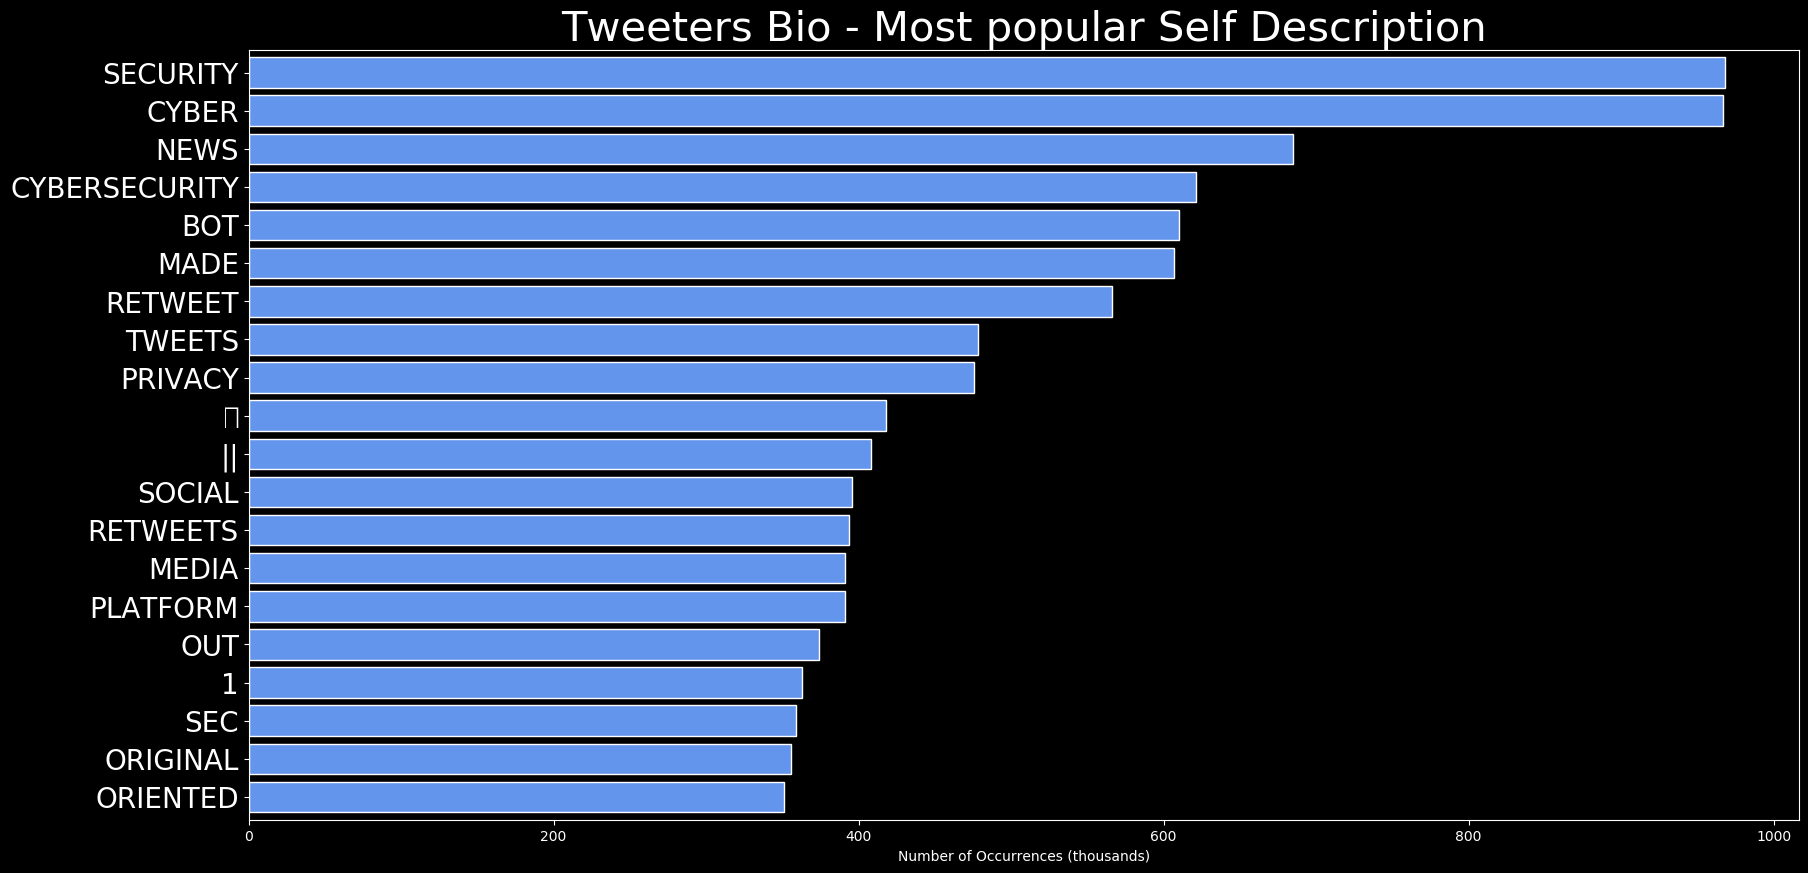 Tweeters Bio - Most popular Self Description
SECURITY
CYBER
NEWS
CYBERSECURITY
BOT
MADE
RETWEET
TWEETS
PRIVACY
||
SOCIAL
RETWEETS
MEDIA
PLATFORM
OUT
1
SEC
ORIGINAL
ORIENTED
0 200 400 600 800 1000
Number of Occurrences (thousands)